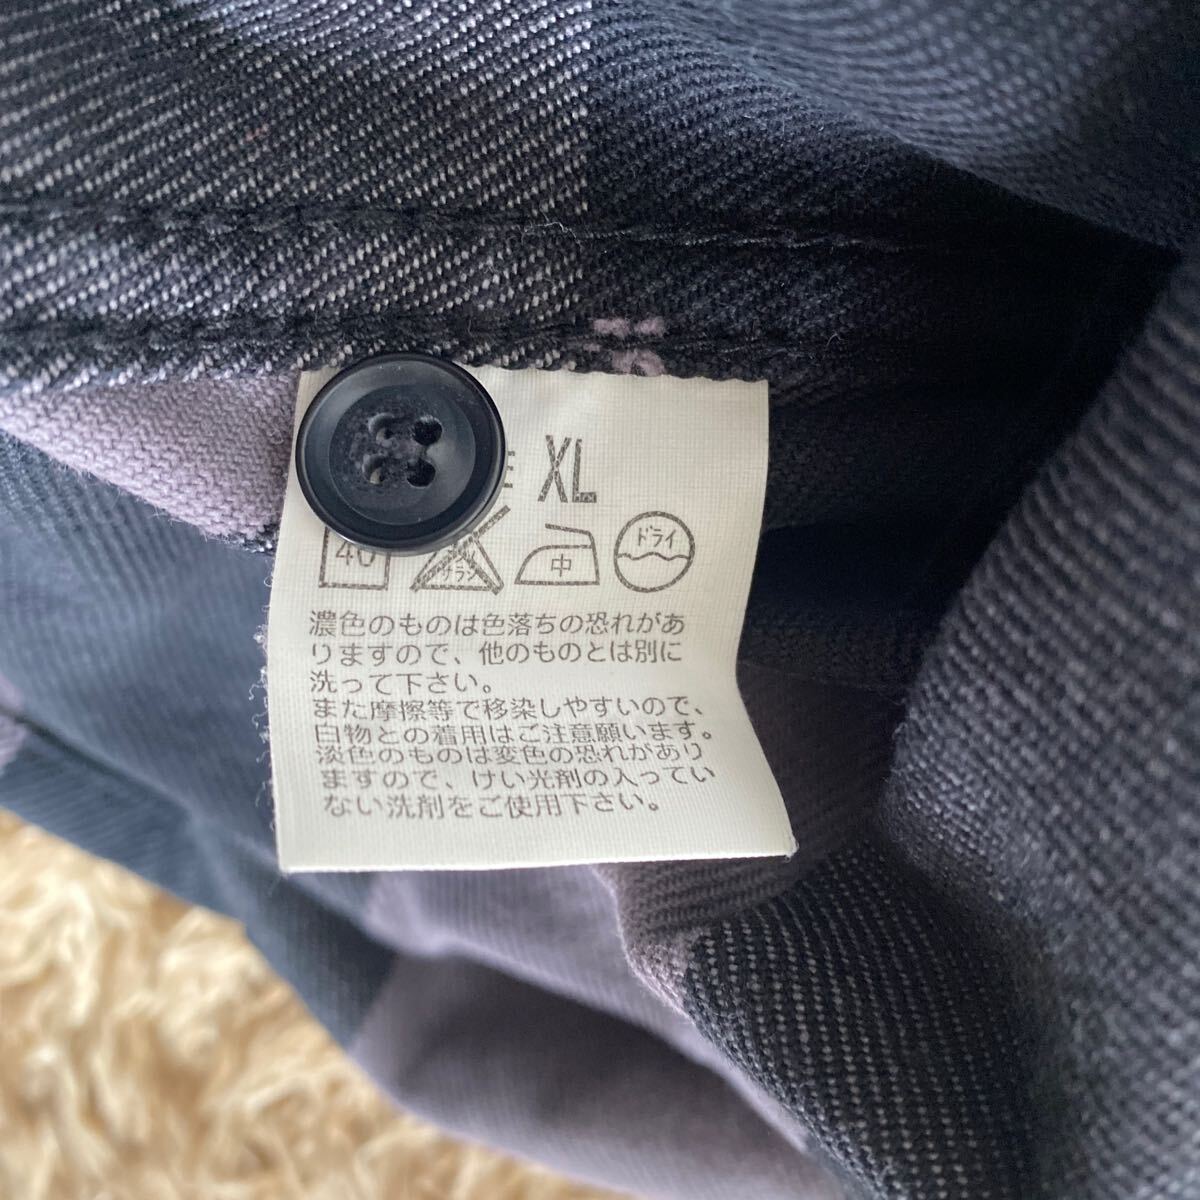 XL
40
サラシ
中
ドライ
濃色のものは色落ちの恐れがあ
りますので、他のものとは別に
洗って下さい。
また摩擦等で移染しやすいので、
白物との着用はご注意願います。
淡色のものは変色の恐れがあり
ますので、けい光剤の入ってい
ない洗剤をご使用下さい。